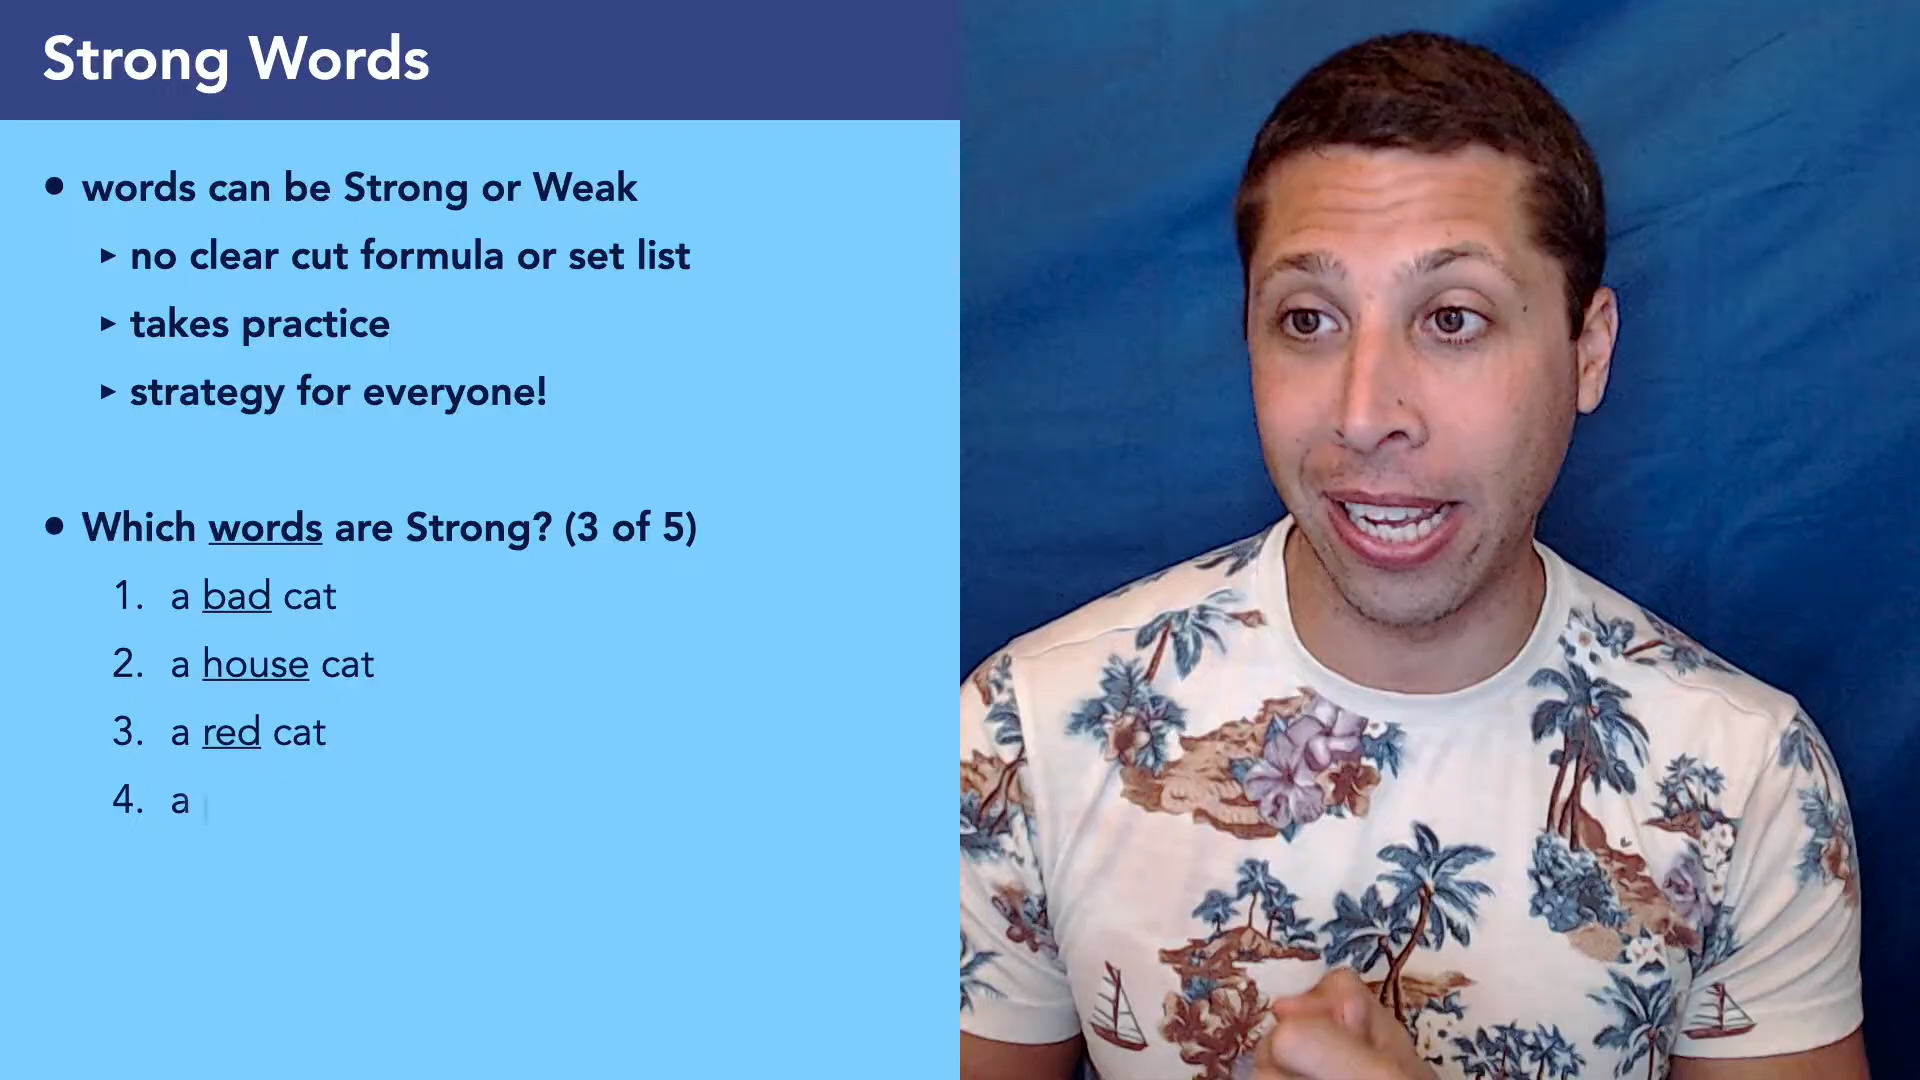 Strong Words
• words can be Strong or Weak
▸ no clear cut formula or set list
▸ takes practice
▸ strategy for everyone!
• Which words are Strong? (3 of 5)
1. a bad cat
2. a house cat
3. a red cat
4. a